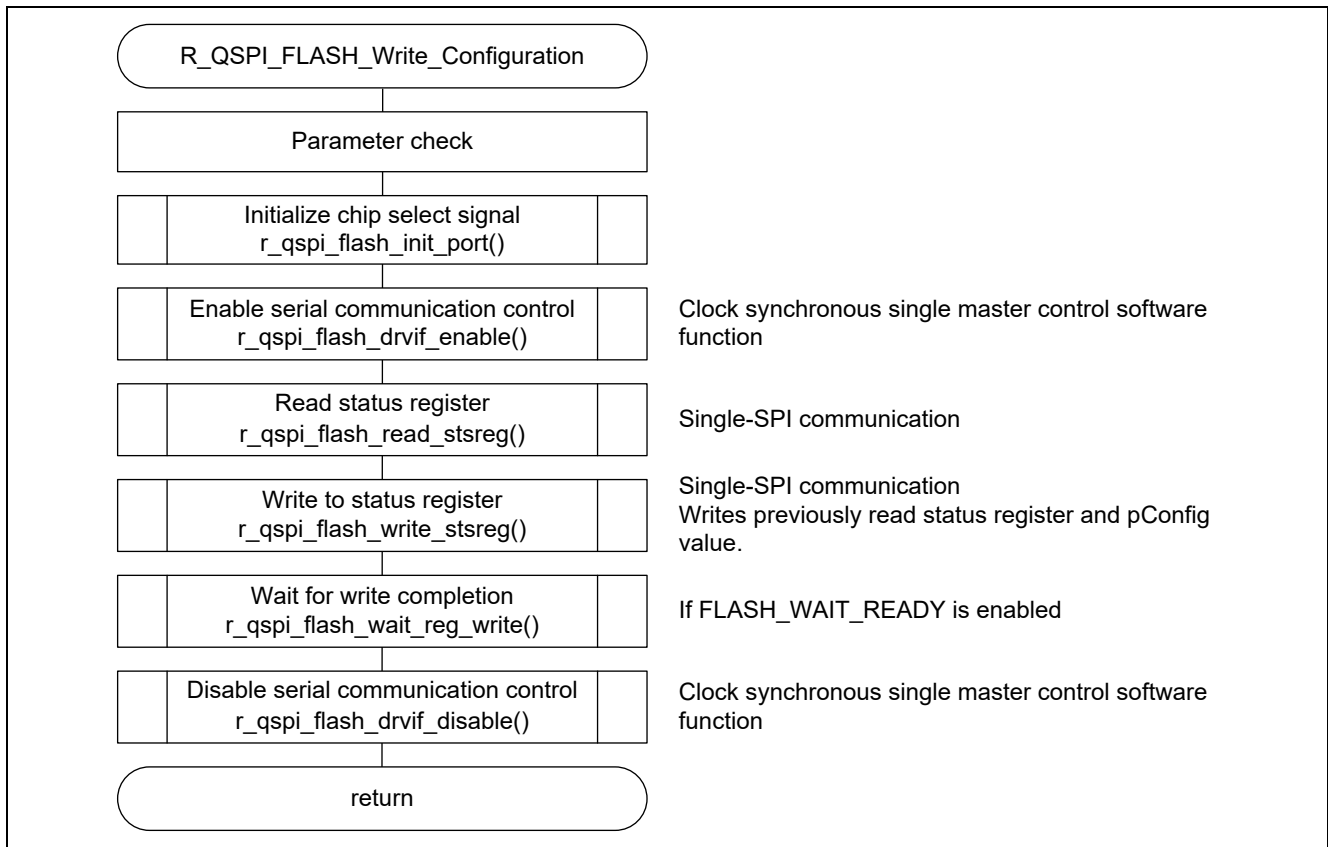 R_QSPI_FLASH_Write_Configuration
Parameter check
Initialize chip select signal
r_qspi_flash_init_port()
Enable serial communication control
r_qspi_flash_drvif_enable()
Clock synchronous single master control software
function
Read status register
r_qspi_flash_read_stsreg()
Single-SPI communication
Write to status register
r_qspi_flash_write_stsreg()
Single-SPI communication
Writes previously read status register and pConfig
value.
Wait for write completion
r_qspi_flash_wait_reg_write()
If FLASH_WAIT_READY is enabled
Disable serial communication control
r_qspi_flash_drvif_disable()
Clock synchronous single master control software
function
return